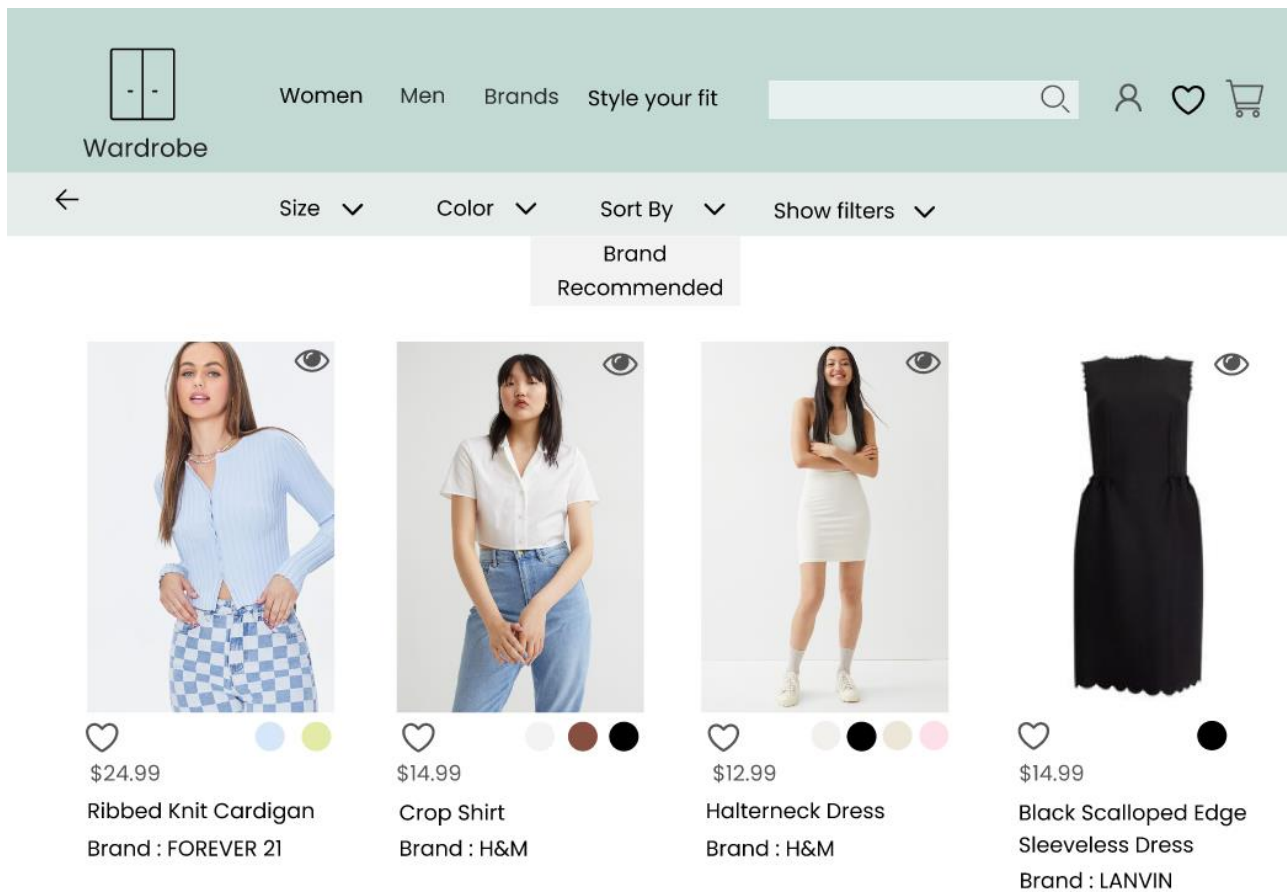 Women Men Brands Style your fit
Wardrobe
Size Color Sort By Show filters
Brand
Recommended
$24.99
Ribbed Knit Cardigan
Brand : FOREVER 21
$14.99
Crop Shirt
Brand : H&M
$12.99
Halterneck Dress
Brand : H&M
$14.99
Black Scalloped Edge
Sleeveless Dress
Brand : LANVIN